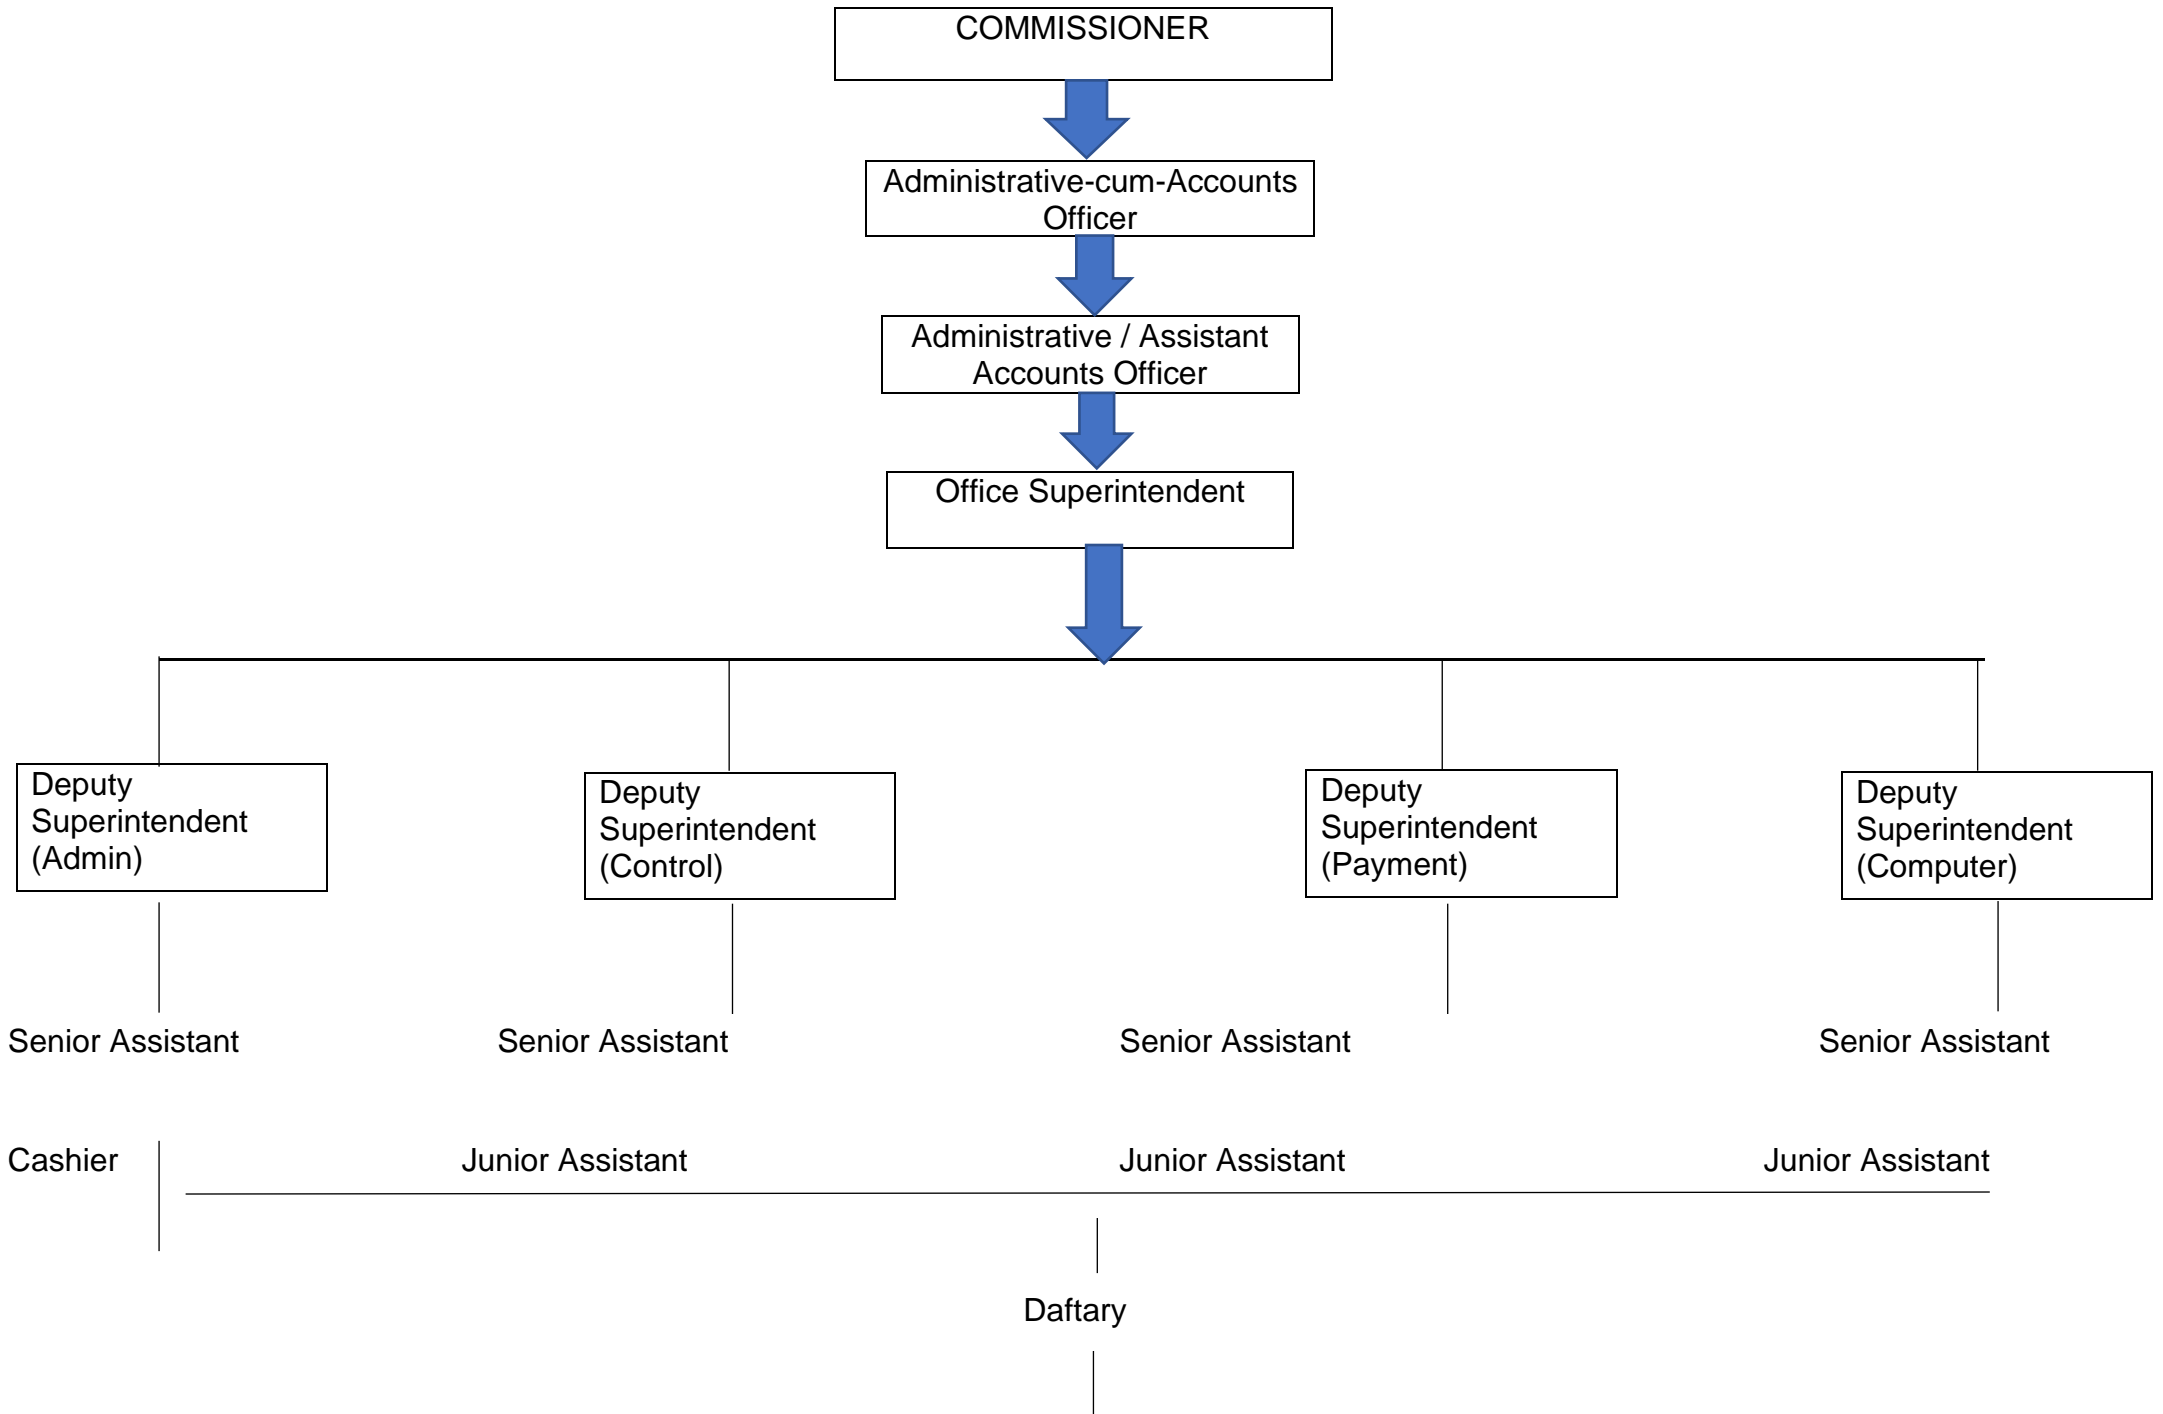 COMMISSIONER
Administrative-cum-Accounts
Officer
Administrative / Assistant
Accounts Officer
Office Superintendent
Deputy
Superintendent
(Admin)
Deputy
Superintendent
(Control)
Deputy
Superintendent
(Payment)
Deputy
Superintendent
(Computer)
Senior Assistant
Senior Assistant
Senior Assistant
Senior Assistant
Cashier
Junior Assistant
Junior Assistant
Junior Assistant
Daftary